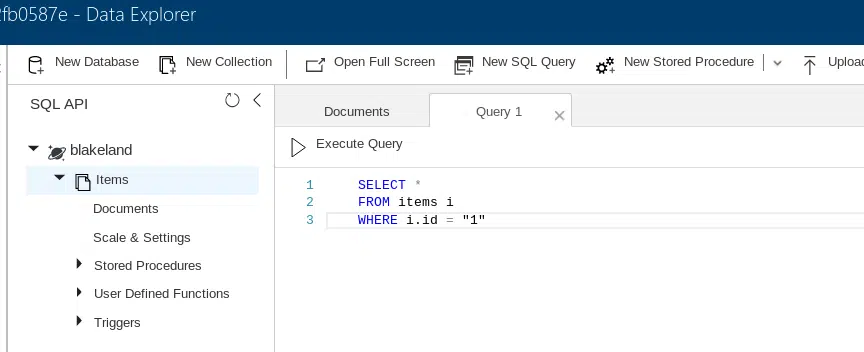 2fb0587e - Data Explorer
New Database New Collection Open Full Screen New SQL Query New Stored Procedure Upload
SQL API
blakeland
Items
Documents
Scale & Settings
Stored Procedures
User Defined Functions
Triggers
Documents Query 1
Execute Query
1 SELECT *
2 FROM items i
3 WHERE i.id = "1"